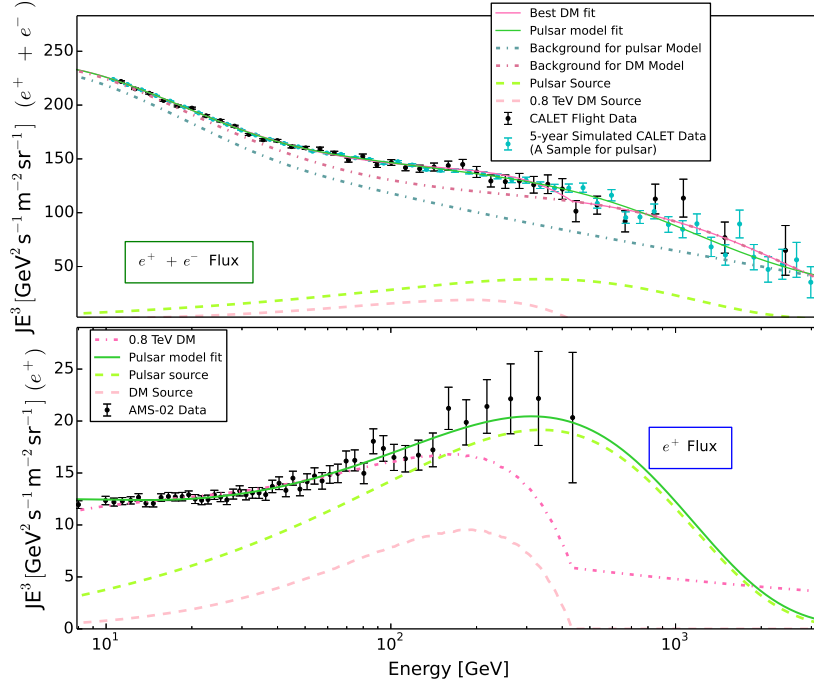 JE³ [GeV² s⁻¹ m⁻² sr⁻¹] (e⁺ + e⁻)
250
200
150
100
50
Best DM fit
Pulsar model fit
Background for pulsar Model
Background for DM Model
Pulsar Source
0.8 TeV DM Source
CALET Flight Data
5-year Simulated CALET Data
(A Sample for pulsar)
e⁺ + e⁻ Flux
JE³ [GeV² s⁻¹ m⁻² sr⁻¹] (e⁺)
25
20
15
10
5
0
0.8 TeV DM
Pulsar model fit
Pulsar source
DM Source
AMS-02 Data
e⁺ Flux
10¹
10²
10³
Energy [GeV]